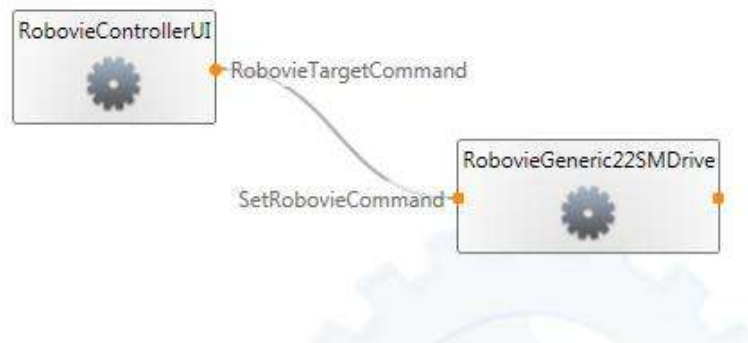 RobovieControllerUI
RobovieTargetCommand
RobovieGeneric22SMDrive
SetRobovieCommand